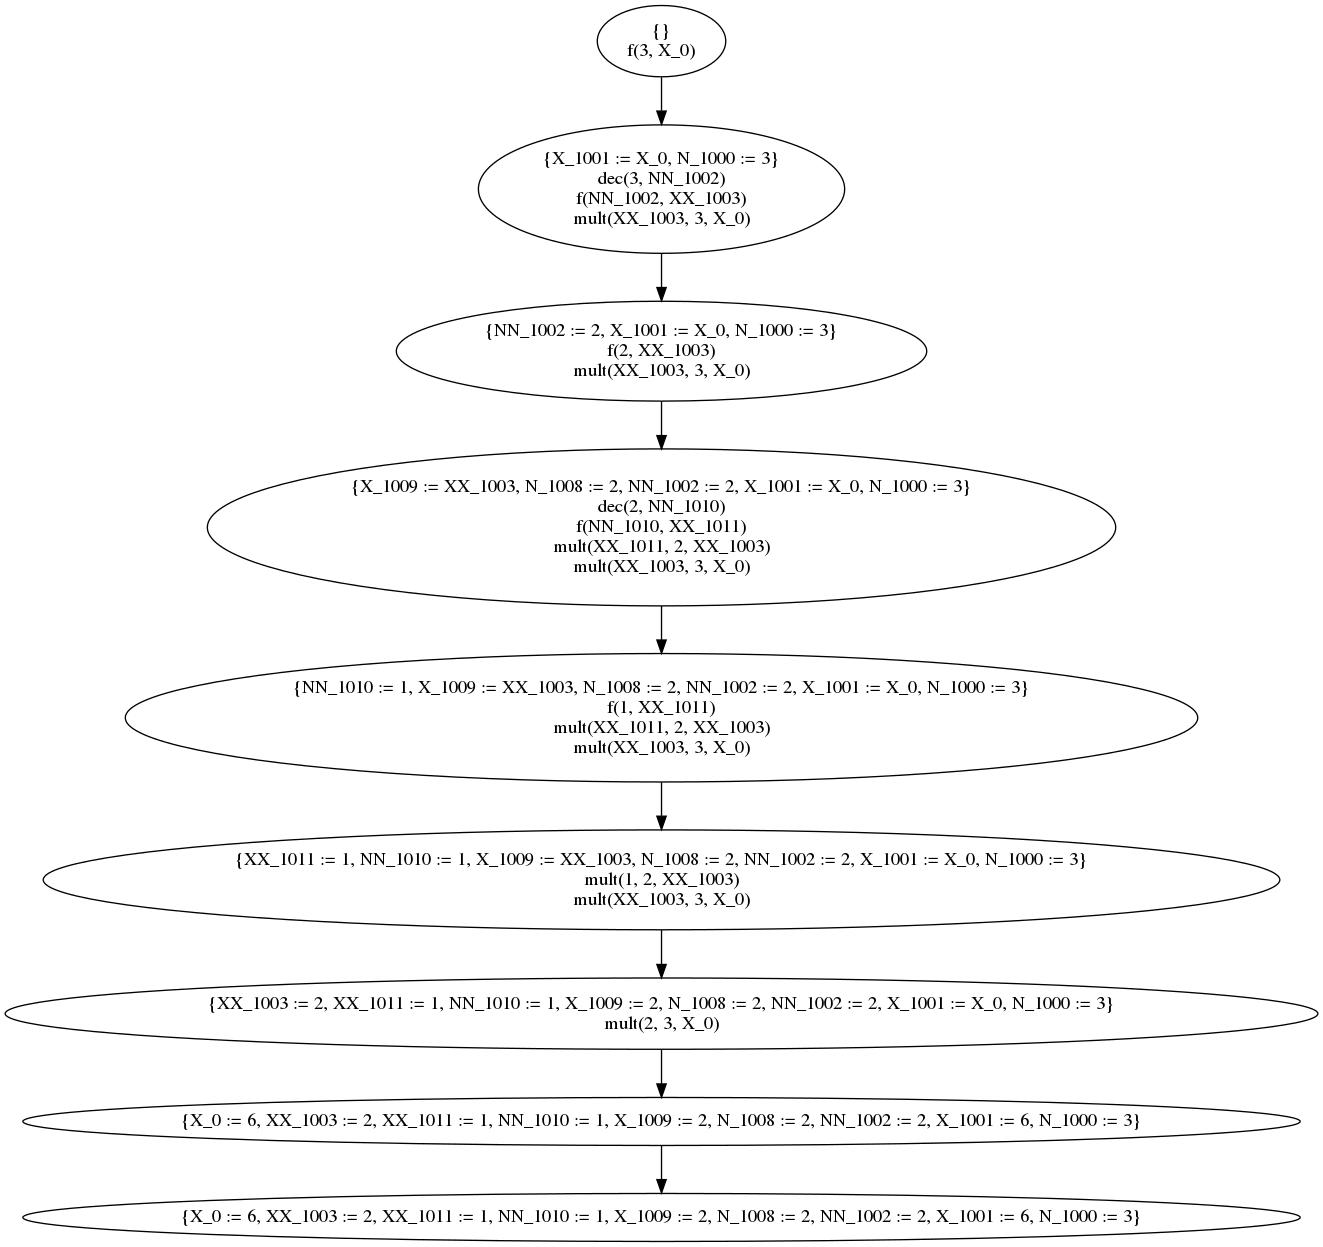 {}
f(3, X_0)
{X_1001 := X_0, N_1000 := 3}
dec(3, NN_1002)
f(NN_1002, XX_1003)
mult(XX_1003, 3, X_0)
{NN_1002 := 2, X_1001 := X_0, N_1000 := 3}
f(2, XX_1003)
mult(XX_1003, 3, X_0)
{X_1009 := XX_1003, N_1008 := 2, NN_1002 := 2, X_1001 := X_0, N_1000 := 3}
dec(2, NN_1010)
f(NN_1010, XX_1011)
mult(XX_1011, 2, XX_1003)
mult(XX_1003, 3, X_0)
{NN_1010 := 1, X_1009 := XX_1003, N_1008 := 2, NN_1002 := 2, X_1001 := X_0, N_1000 := 3}
f(1, XX_1011)
mult(XX_1011, 2, XX_1003)
mult(XX_1003, 3, X_0)
{XX_1011 := 1, NN_1010 := 1, X_1009 := XX_1003, N_1008 := 2, NN_1002 := 2, X_1001 := X_0, N_1000 := 3}
mult(1, 2, XX_1003)
mult(XX_1003, 3, X_0)
{XX_1003 := 2, XX_1011 := 1, NN_1010 := 1, X_1009 := 2, N_1008 := 2, NN_1002 := 2, X_1001 := X_0, N_1000 := 3}
mult(2, 3, X_0)
{X_0 := 6, XX_1003 := 2, XX_1011 := 1, NN_1010 := 1, X_1009 := 2, N_1008 := 2, NN_1002 := 2, X_1001 := 6, N_1000 := 3}
{X_0 := 6, XX_1003 := 2, XX_1011 := 1, NN_1010 := 1, X_1009 := 2, N_1008 := 2, NN_1002 := 2, X_1001 := 6, N_1000 := 3}